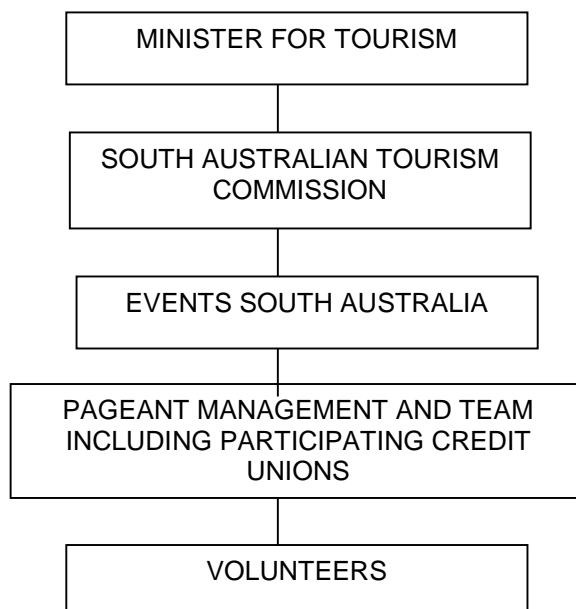 MINISTER FOR TOURISM
SOUTH AUSTRALIAN TOURISM
COMMISSION
EVENTS SOUTH AUSTRALIA
PAGEANT MANAGEMENT AND TEAM
INCLUDING PARTICIPATING CREDIT
UNIONS
VOLUNTEERS